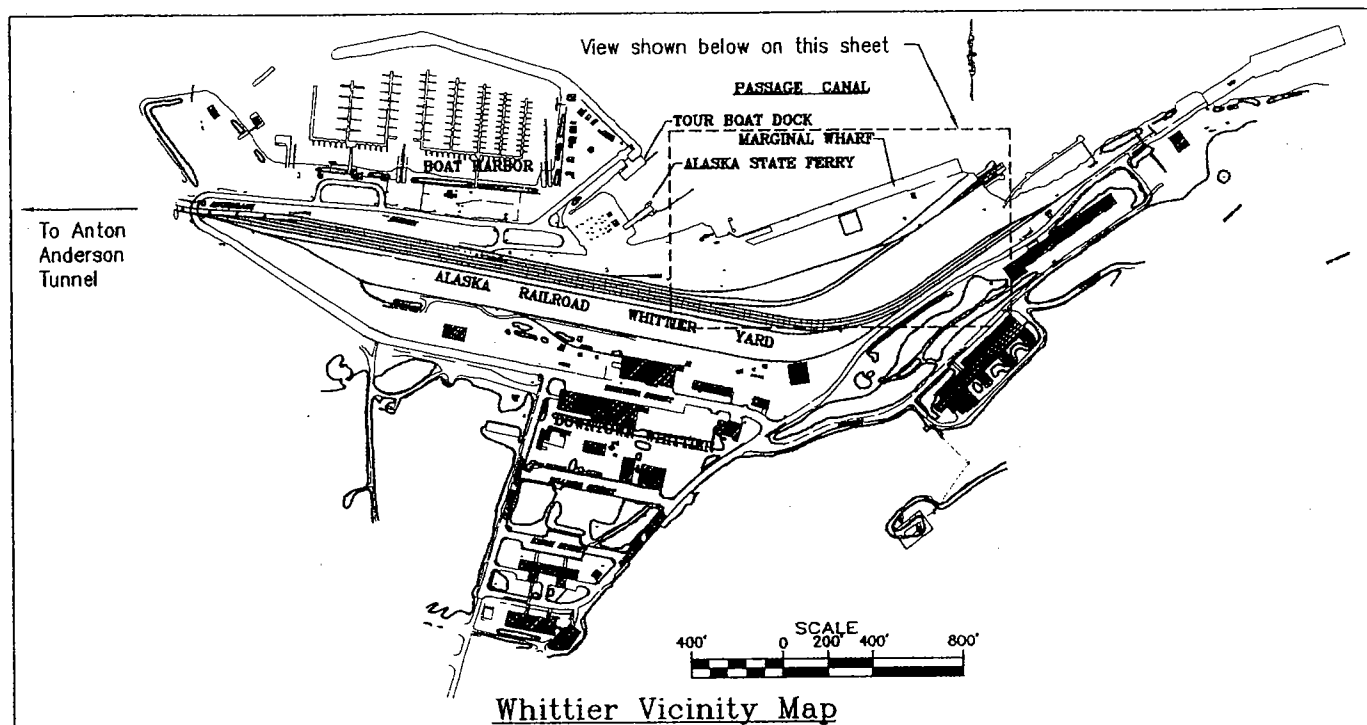 View shown below on this sheet
PASSAGE CANAL
TOUR BOAT DOCK
MARGINAL WHARF
ALASKA STATE FERRY
BOAT HARBOR
To Anton
Anderson
Tunnel
ALASKA RAILROAD WHITTIER YARD
DOWNTOWN WHITTIER
SCALE
400' 0 200' 400' 800'
Whittier Vicinity Map